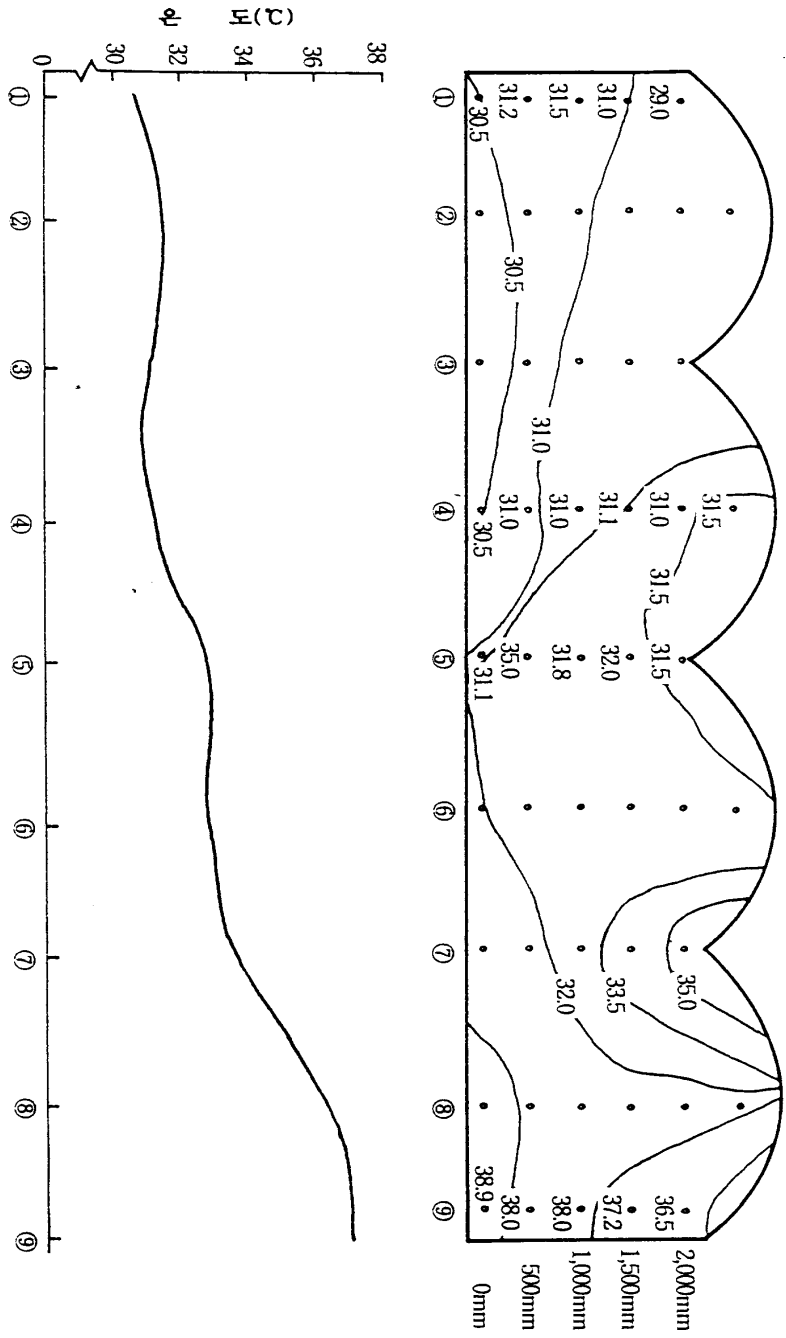 31.5
29.0 31.0 31.5 35.0 36.5 2,000mm
31.5
31.0 31.1 32.0 33.5 37.2 1,500mm
31.5 31.0 31.8 32.0 38.0 1,000mm
31.0
31.2 30.5 31.0 35.0 38.0 500mm
30.5 30.5 31.1 38.9 0mm
① ② ③ ④ ⑤ ⑥ ⑦ ⑧ ⑨
온 도(℃)
38
36
34
32
30
0
① ② ③ ④ ⑤ ⑥ ⑦ ⑧ ⑨